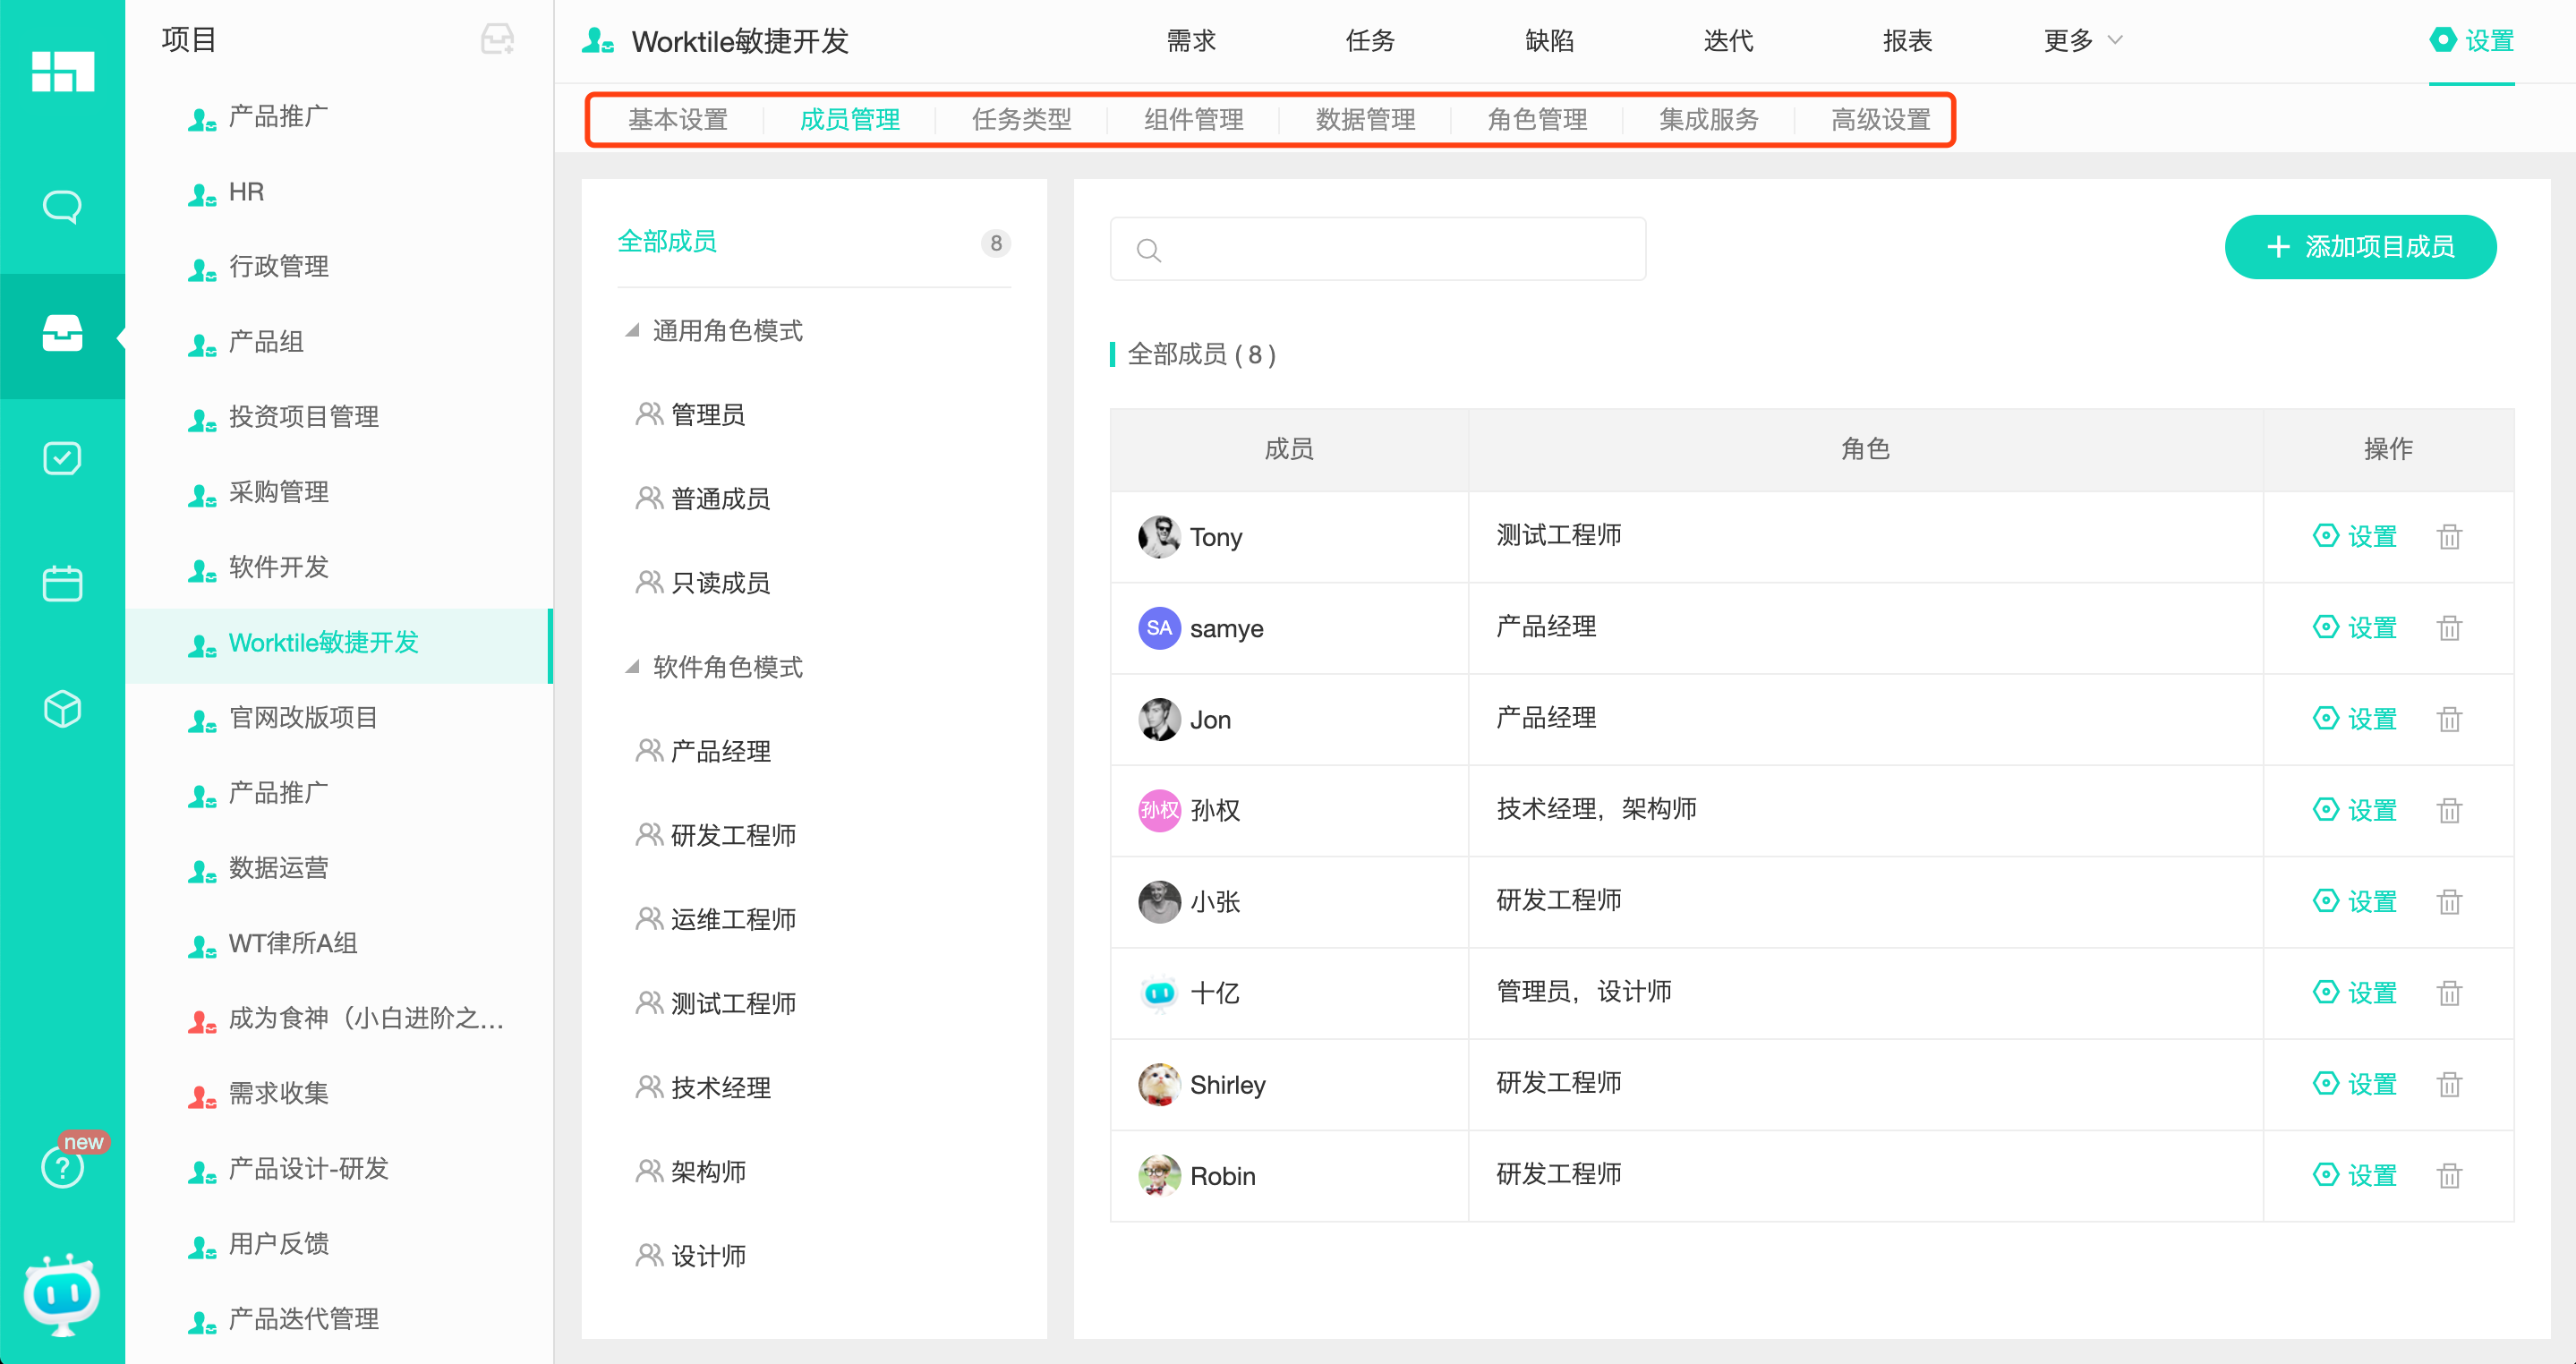 项目
产品推广
HR
行政管理
产品组
投资项目管理
采购管理
软件开发
Worktile敏捷开发
官网改版项目
产品推广
数据运营
WT律所A组
成为食神（小白进阶之...
需求收集
产品设计-研发
用户反馈
产品迭代管理
new
?
Worktile敏捷开发 需求 任务 缺陷 迭代 报表 更多 设置
基本设置 成员管理 任务类型 组件管理 数据管理 角色管理 集成服务 高级设置
全部成员 8
通用角色模式
管理员
普通成员
只读成员
软件角色模式
产品经理
研发工程师
运维工程师
测试工程师
技术经理
架构师
设计师
+ 添加项目成员
全部成员 ( 8 )
成员 角色 操作
Tony 测试工程师 设置
SA samye 产品经理 设置
Jon 产品经理 设置
孙权 孙权 技术经理，架构师 设置
小张 研发工程师 设置
十亿 管理员，设计师 设置
Shirley 研发工程师 设置
Robin 研发工程师 设置